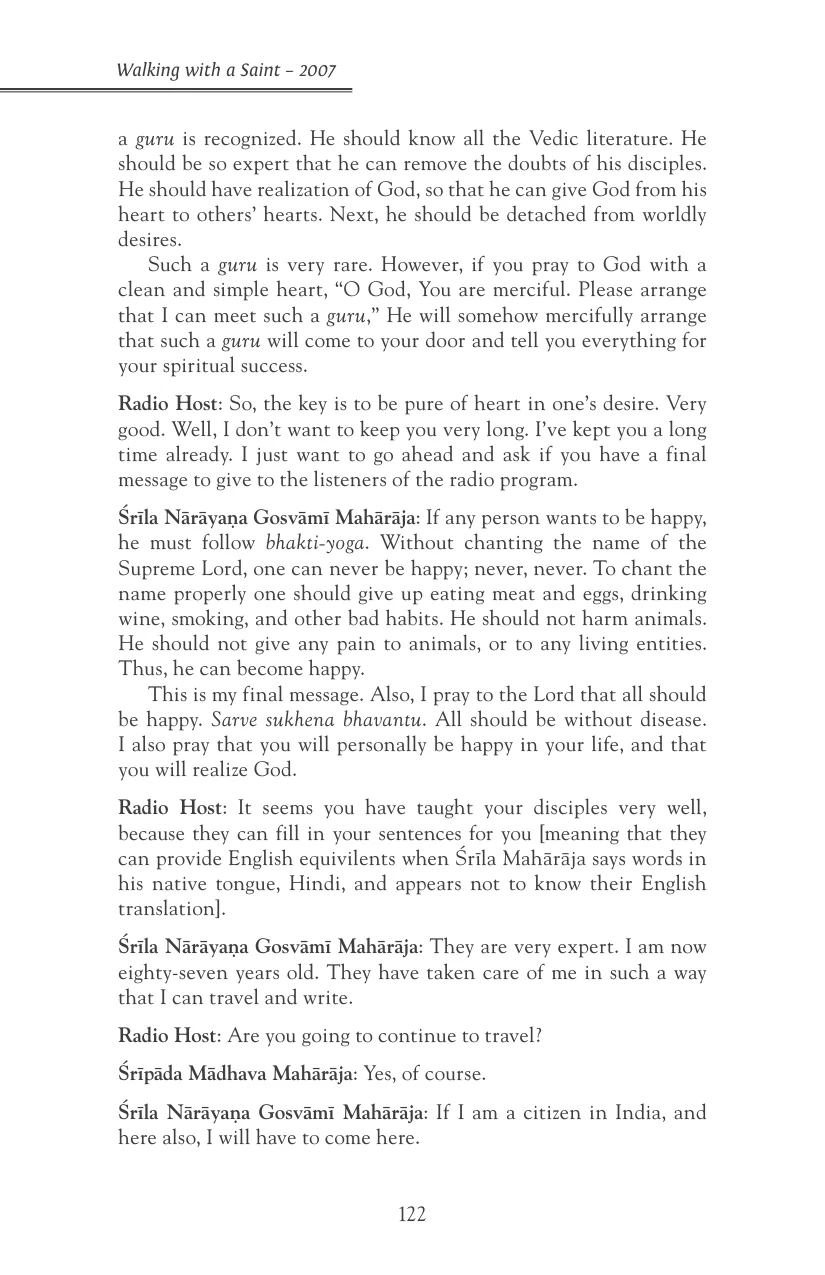 Walking with a Saint – 2007
a guru is recognized. He should know all the Vedic literature. He
should be so expert that he can remove the doubts of his disciples.
He should have realization of God, so that he can give God from his
heart to others’ hearts. Next, he should be detached from worldly
desires.
Such a guru is very rare. However, if you pray to God with a
clean and simple heart, “O God, You are merciful. Please arrange
that I can meet such a guru,” He will somehow mercifully arrange
that such a guru will come to your door and tell you everything for
your spiritual success.
Radio Host: So, the key is to be pure of heart in one’s desire. Very
good. Well, I don’t want to keep you very long. I’ve kept you a long
time already. I just want to go ahead and ask if you have a final
message to give to the listeners of the radio program.
Śrīla Nārāyaṇa Gosvāmī Mahārāja: If any person wants to be happy,
he must follow bhakti-yoga. Without chanting the name of the
Supreme Lord, one can never be happy; never, never. To chant the
name properly one should give up eating meat and eggs, drinking
wine, smoking, and other bad habits. He should not harm animals.
He should not give any pain to animals, or to any living entities.
Thus, he can become happy.
This is my final message. Also, I pray to the Lord that all should
be happy. Sarve sukhena bhavantu. All should be without disease.
I also pray that you will personally be happy in your life, and that
you will realize God.
Radio Host: It seems you have taught your disciples very well,
because they can fill in your sentences for you [meaning that they
can provide English equivilents when Śrīla Mahārāja says words in
his native tongue, Hindi, and appears not to know their English
translation].
Śrīla Nārāyaṇa Gosvāmī Mahārāja: They are very expert. I am now
eighty-seven years old. They have taken care of me in such a way
that I can travel and write.
Radio Host: Are you going to continue to travel?
Śrīpāda Mādhava Mahārāja: Yes, of course.
Śrīla Nārāyaṇa Gosvāmī Mahārāja: If I am a citizen in India, and
here also, I will have to come here.
122